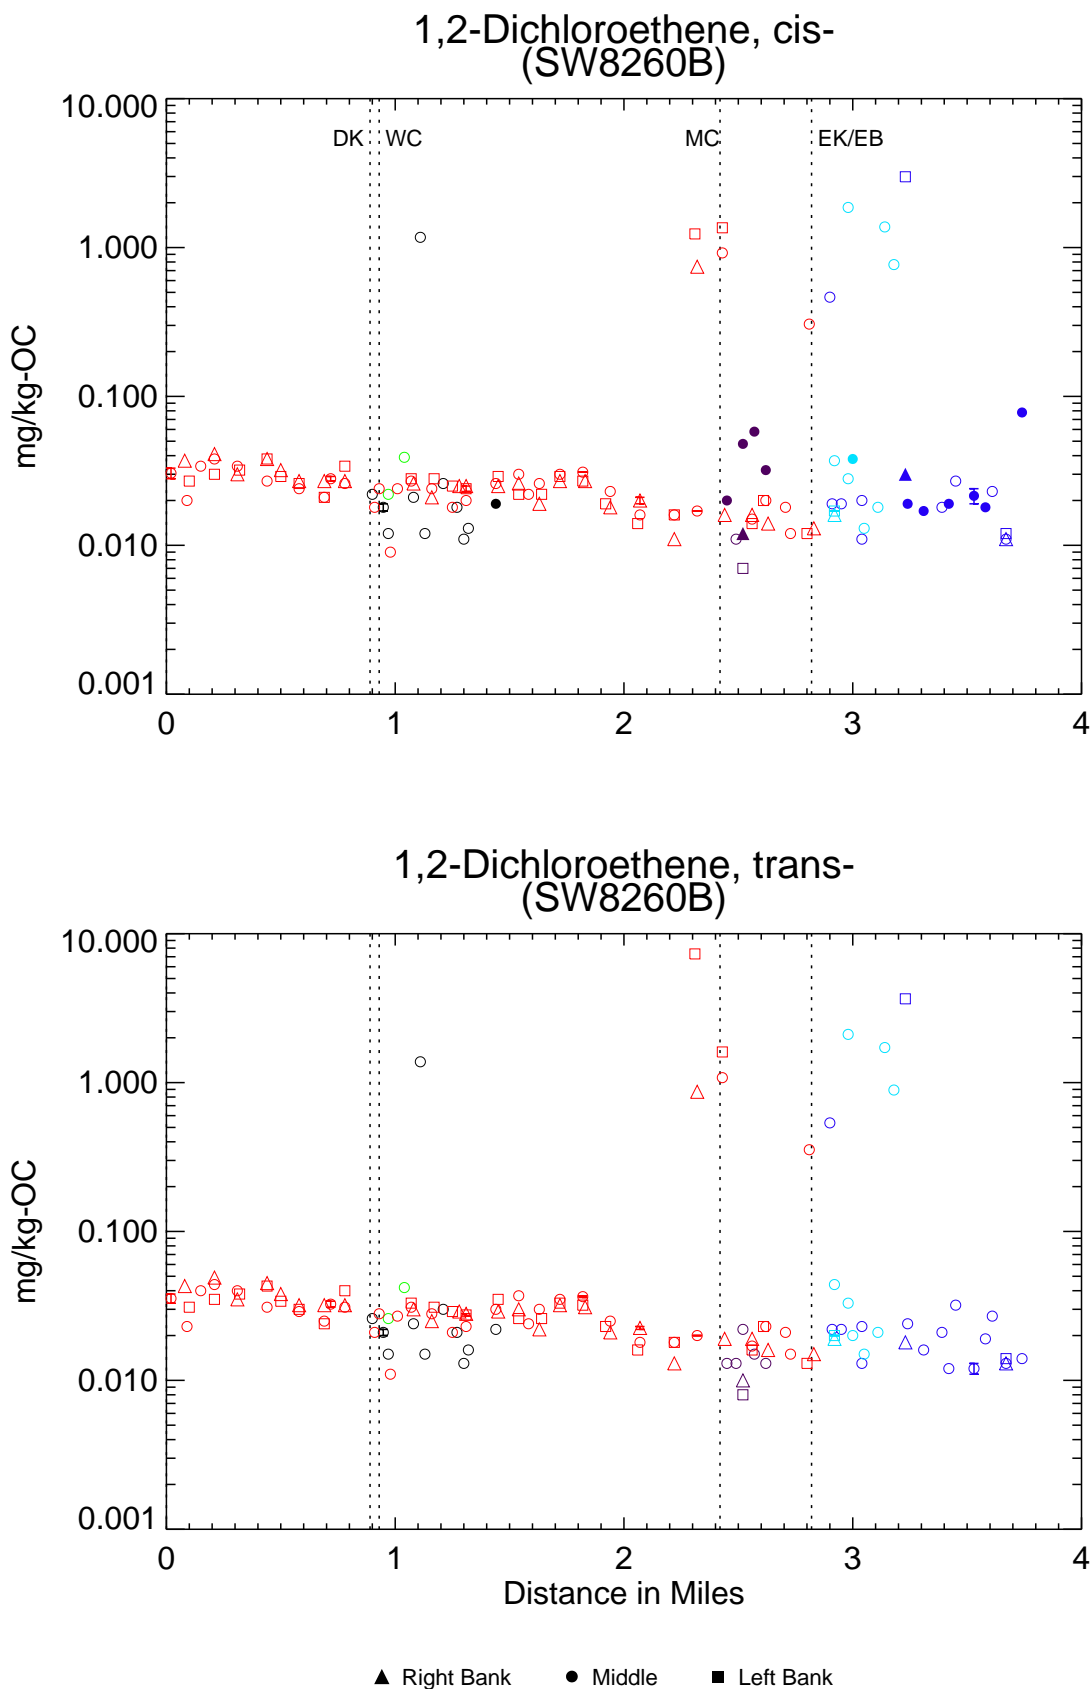 1,2-Dichloroethene, cis-
(SW8260B)
10.000
1.000
0.100
0.010
0.001
mg/kg-OC
DK
WC
MC
EK/EB
0 1 2 3 4
1,2-Dichloroethene, trans-
(SW8260B)
10.000
1.000
0.100
0.010
0.001
mg/kg-OC
0 1 2 3 4
Distance in Miles
Right Bank Middle Left Bank